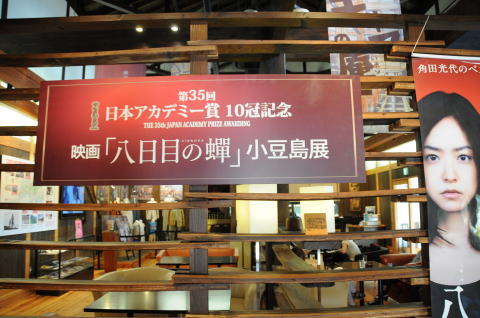 第35回
日本アカデミー賞 10冠記念
THE 35th JAPAN ACADEMY PRIZE AWARDING
映画「八日目の蟬」小豆島展
角田光代のベ
八